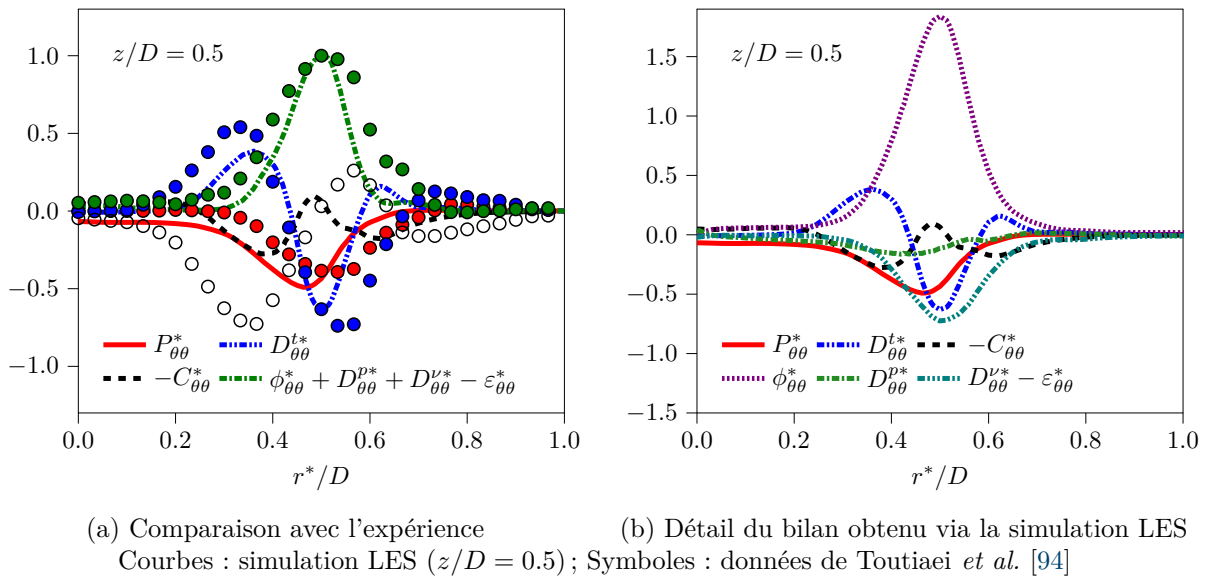 z/D = 0.5
1.0
0.5
0.0
−0.5
−1.0
P*θθ
D^{t*}θθ
−C*θθ
ϕ*θθ + D^{p*}θθ + D^{ν*}θθ − ε*θθ
0.0 0.2 0.4 0.6 0.8 1.0
r*/D
z/D = 0.5
1.5
1.0
0.5
0.0
−0.5
−1.0
−1.5
P*θθ
D^{t*}θθ
−C*θθ
ϕ*θθ
D^{p*}θθ
D^{ν*}θθ − ε*θθ
0.0 0.2 0.4 0.6 0.8 1.0
r*/D
(a) Comparaison avec l'expérience
(b) Détail du bilan obtenu via la simulation LES
Courbes : simulation LES (z/D = 0.5) ; Symboles : données de Toutiaei et al. [94]